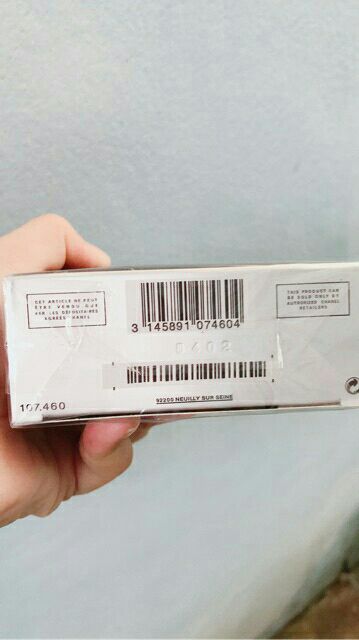 CET ARTICLE NE PEUT
ÊTRE VENDU QUE
PAR LES DÉPOSITAIRES
AGRÉÉS CHANEL
THIS PRODUCT CAN
BE SOLD ONLY BY
AUTHORIZED CHANEL
RETAILERS
3 145891 074604
0402
107.460
92200 NEUILLY SUR SEINE